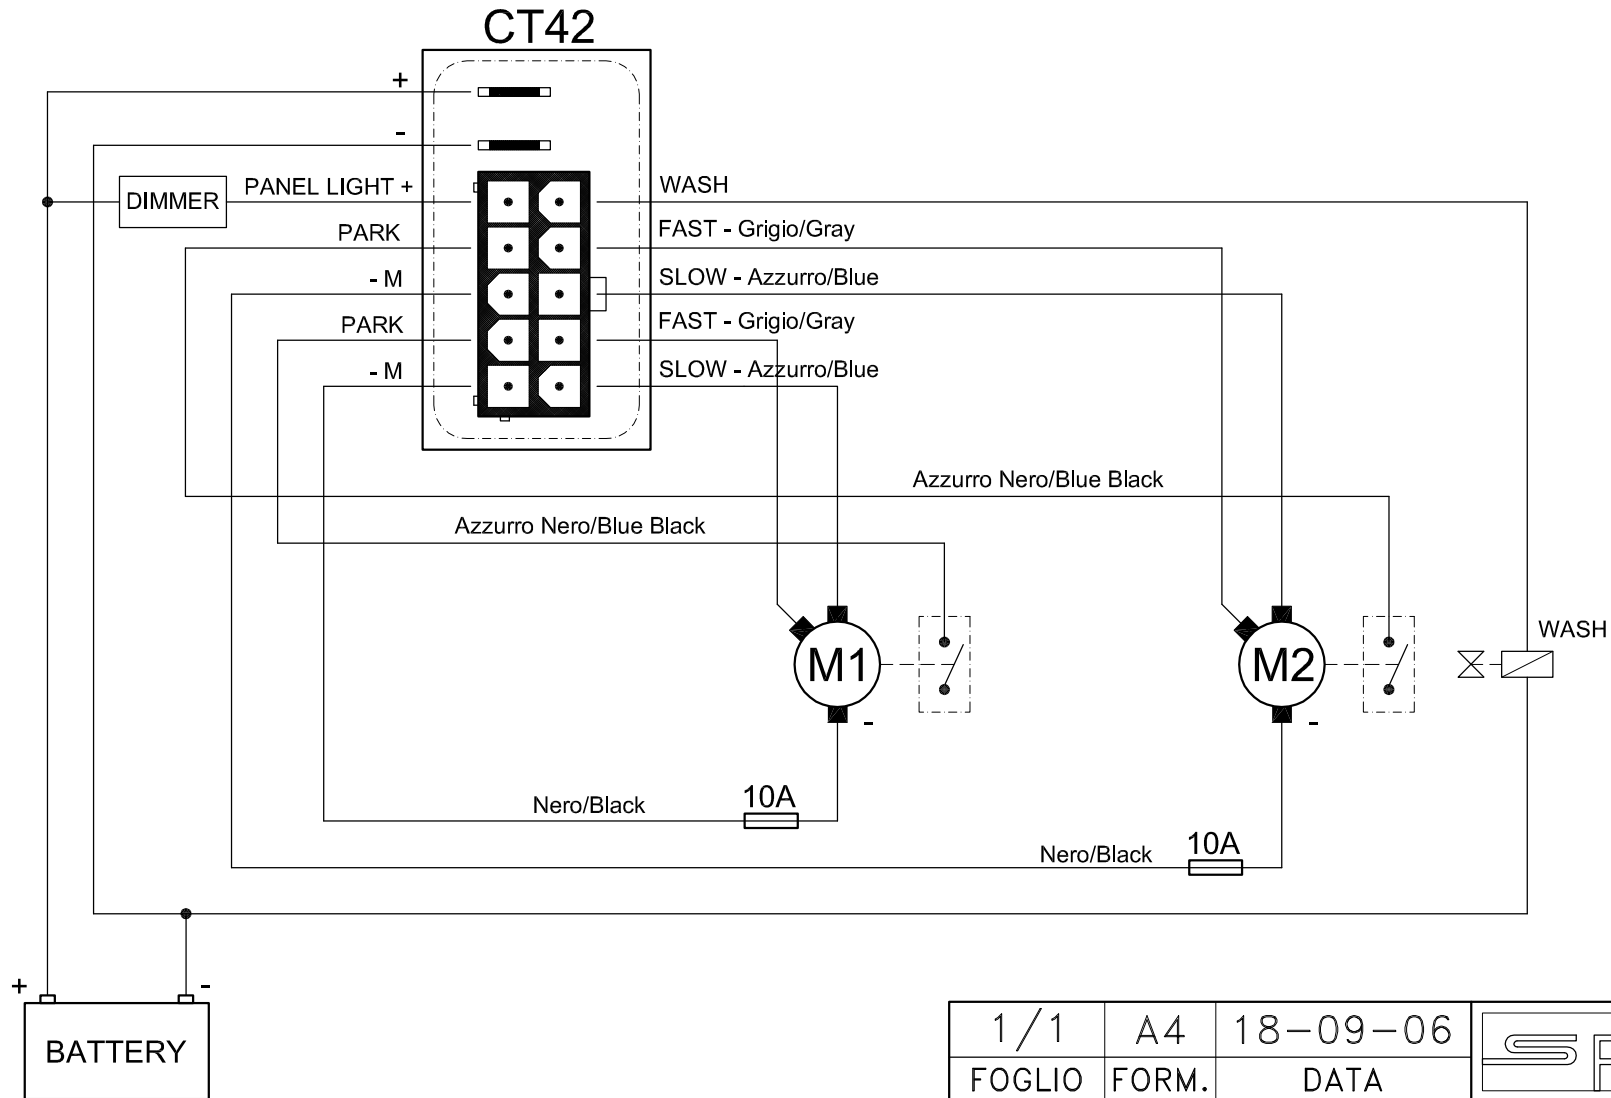 CT42
+
-
DIMMER
PANEL LIGHT +
PARK
- M
PARK
- M
WASH
FAST - Grigio/Gray
SLOW - Azzurro/Blue
FAST - Grigio/Gray
SLOW - Azzurro/Blue
Azzurro Nero/Blue Black
Azzurro Nero/Blue Black
M1
-
M2
-
WASH
Nero/Black
10A
Nero/Black
10A
+
-
BATTERY
1/1
A4
18-09-06
FOGLIO
FORM.
DATA